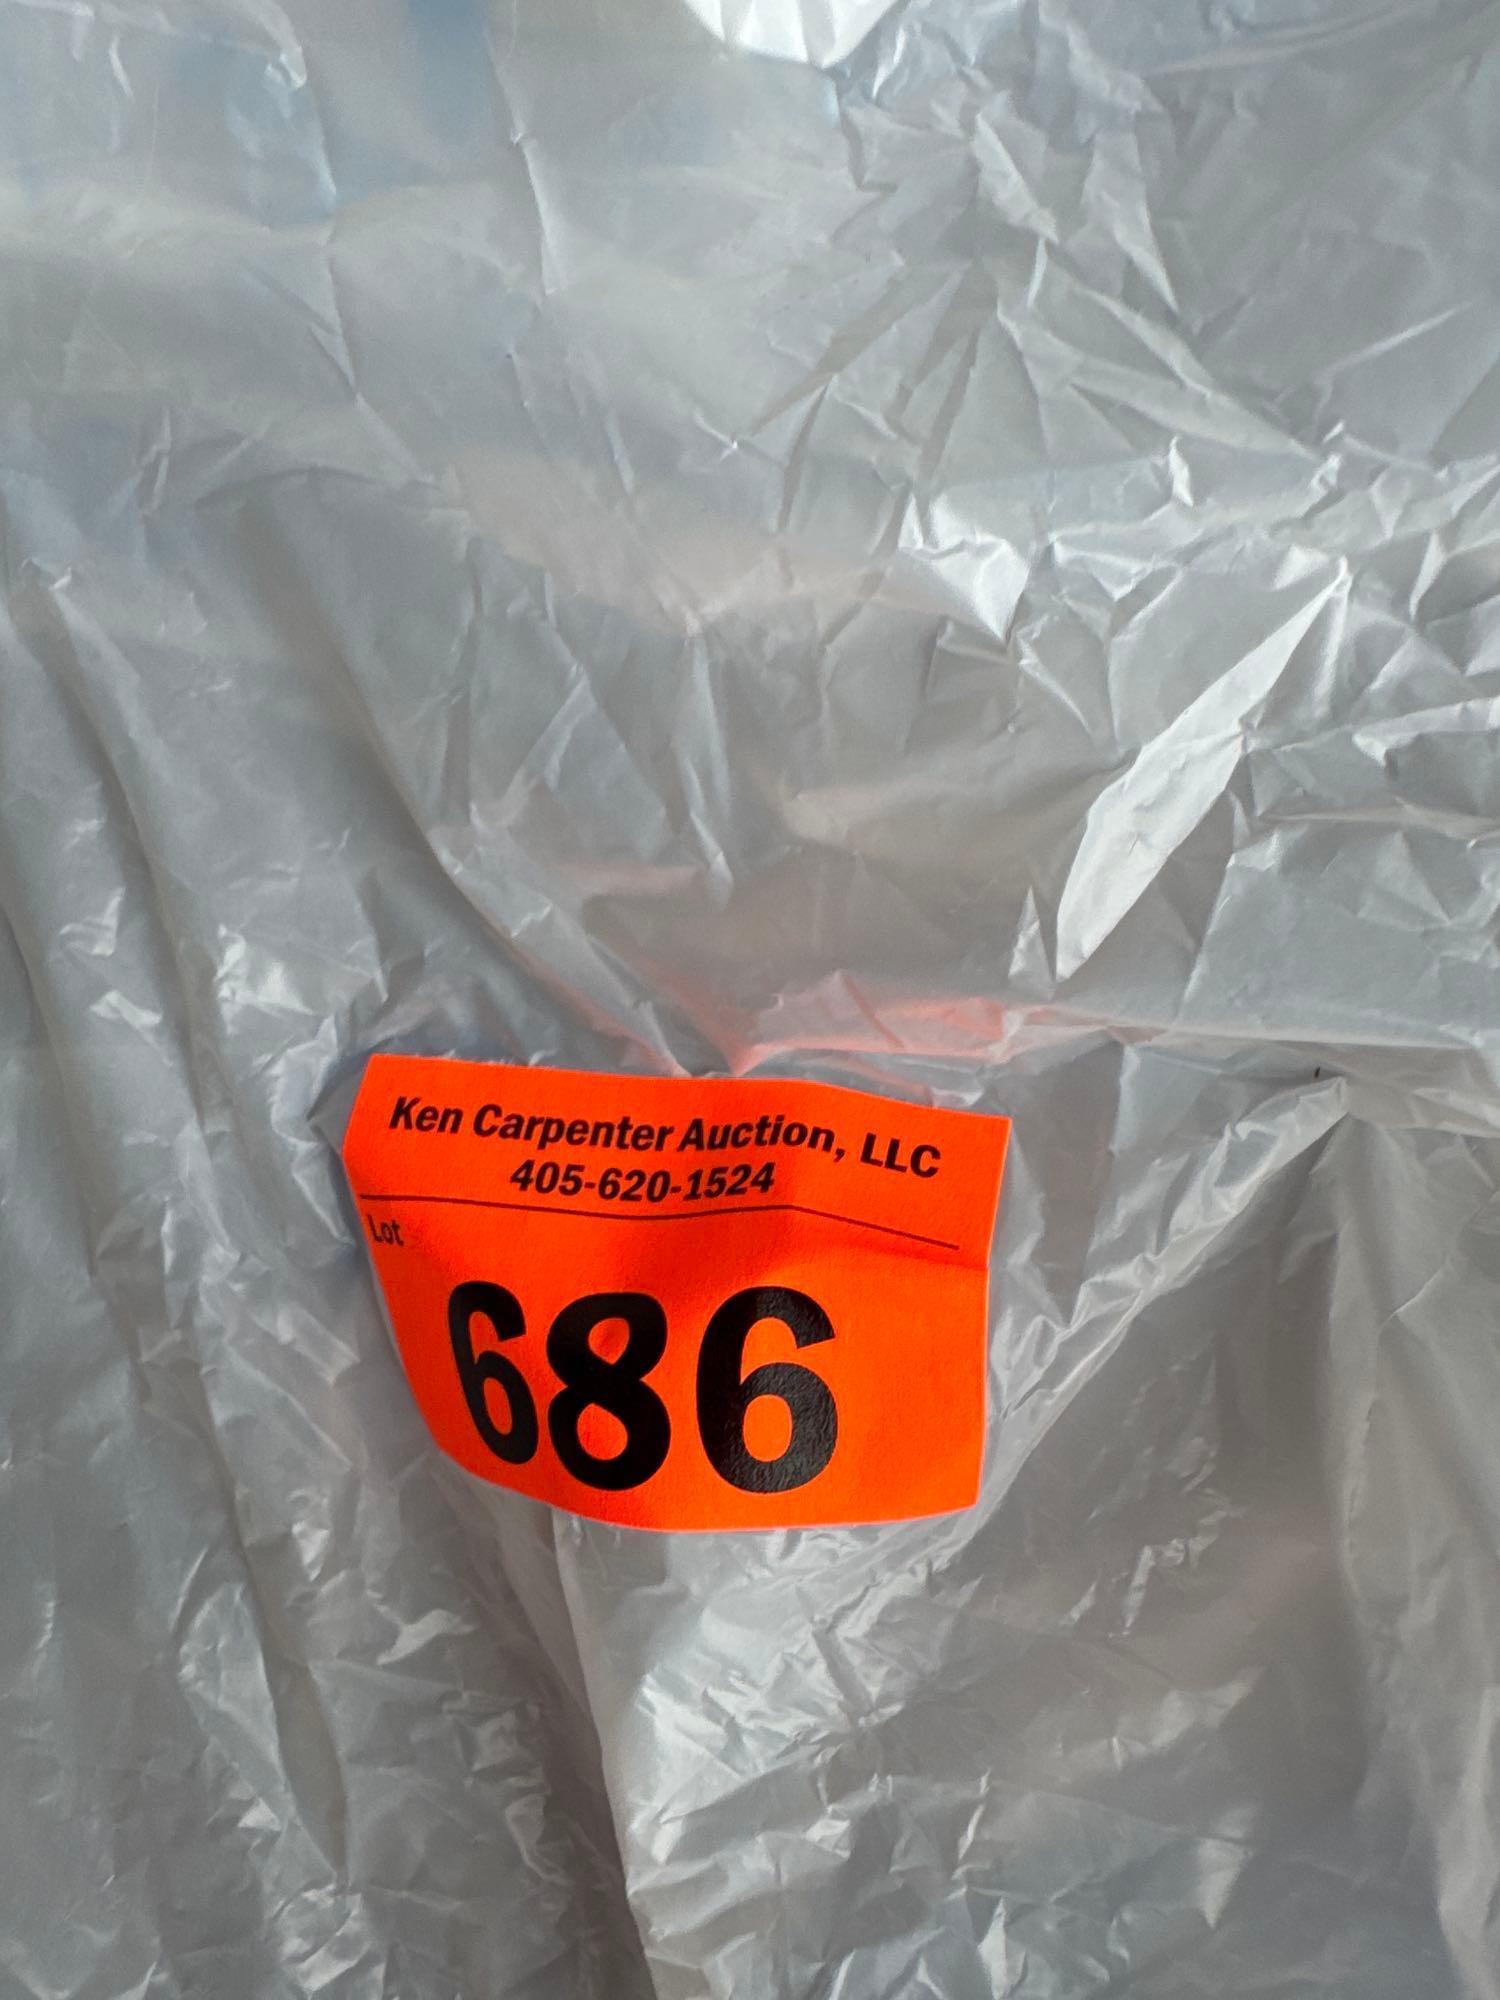 Ken Carpenter Auction, LLC
405-620-1524
Lot
686